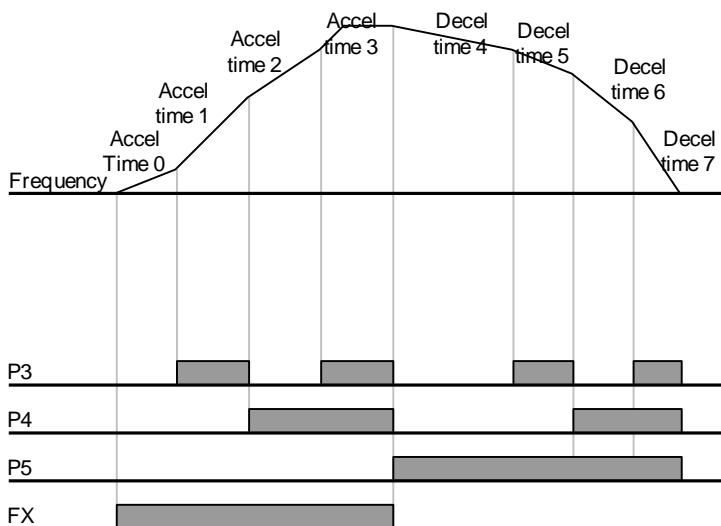 Accel
time 3
Decel
time 4
Decel
time 5
Accel
time 2
Decel
time 6
Accel
time 1
Accel
Time 0
Decel
time 7
Frequency
P3
P4
P5
FX